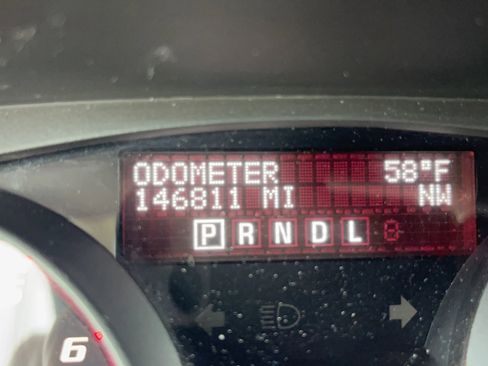 ODOMETER 58°F
146811 MI NW
P R N D L
6